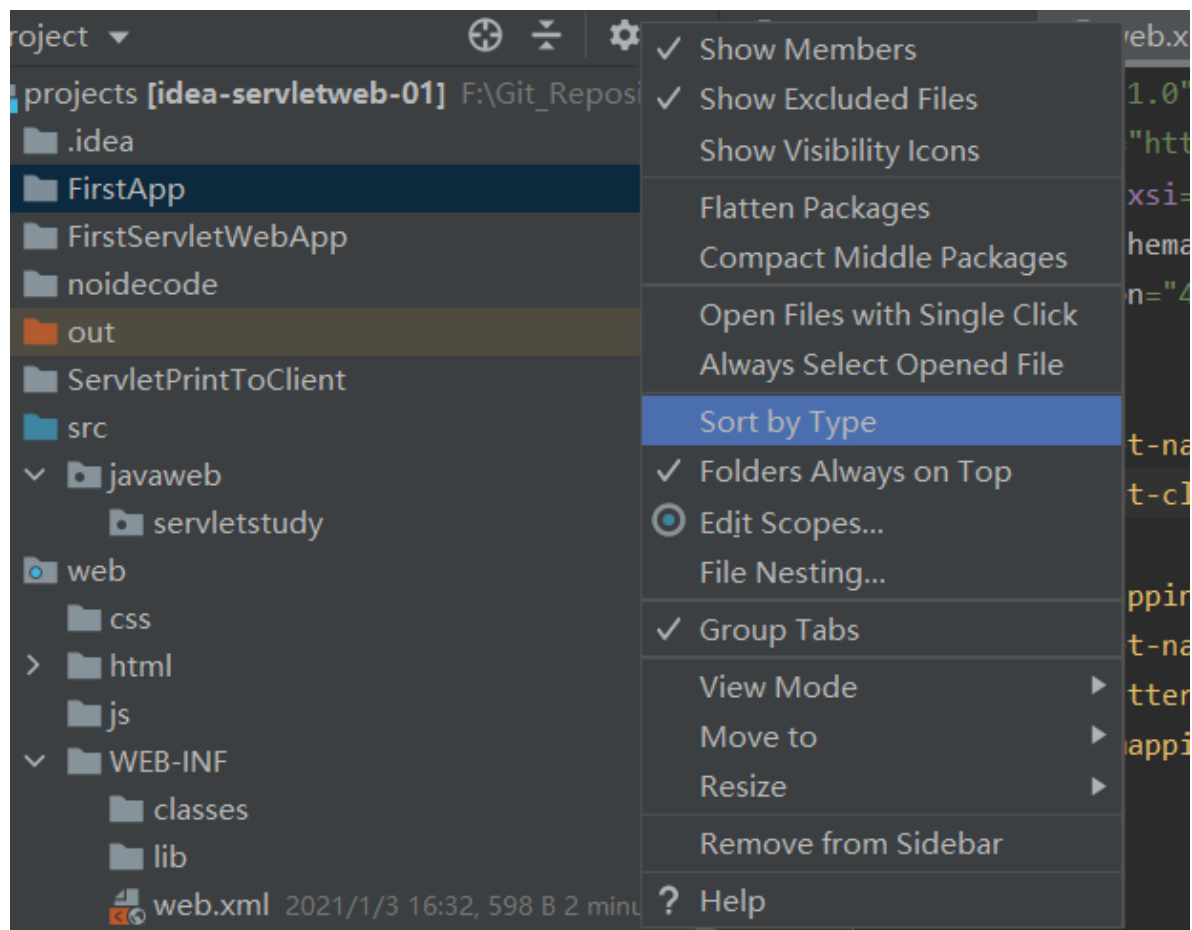 roject
projects [idea-servletweb-01] F:\Git_Reposi
.idea
FirstApp
FirstServletWebApp
noidecode
out
ServletPrintToClient
src
javaweb
servletstudy
web
css
html
js
WEB-INF
classes
lib
web.xml 2021/1/3 16:32, 598 B 2 minu
Show Members
Show Excluded Files
Show Visibility Icons
Flatten Packages
Compact Middle Packages
Open Files with Single Click
Always Select Opened File
Sort by Type
Folders Always on Top
Edit Scopes...
File Nesting...
Group Tabs
View Mode
Move to
Resize
Remove from Sidebar
? Help
web.x
1.0"
="htt
xsi=
hema
n="4
t-na
t-cl
ppin
t-na
tter
mappi